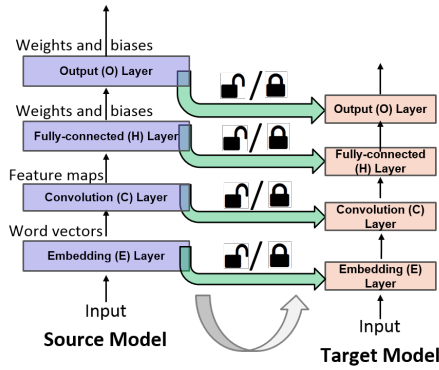 Weights and biases
Output (O) Layer
Weights and biases
Fully-connected (H) Layer
Feature maps
Convolution (C) Layer
Word vectors
Embedding (E) Layer
Input
Source Model
/
/
/
/
Output (O) Layer
Fully-connected
(H) Layer
Convolution (C)
Layer
Embedding (E)
Layer
Input
Target Model